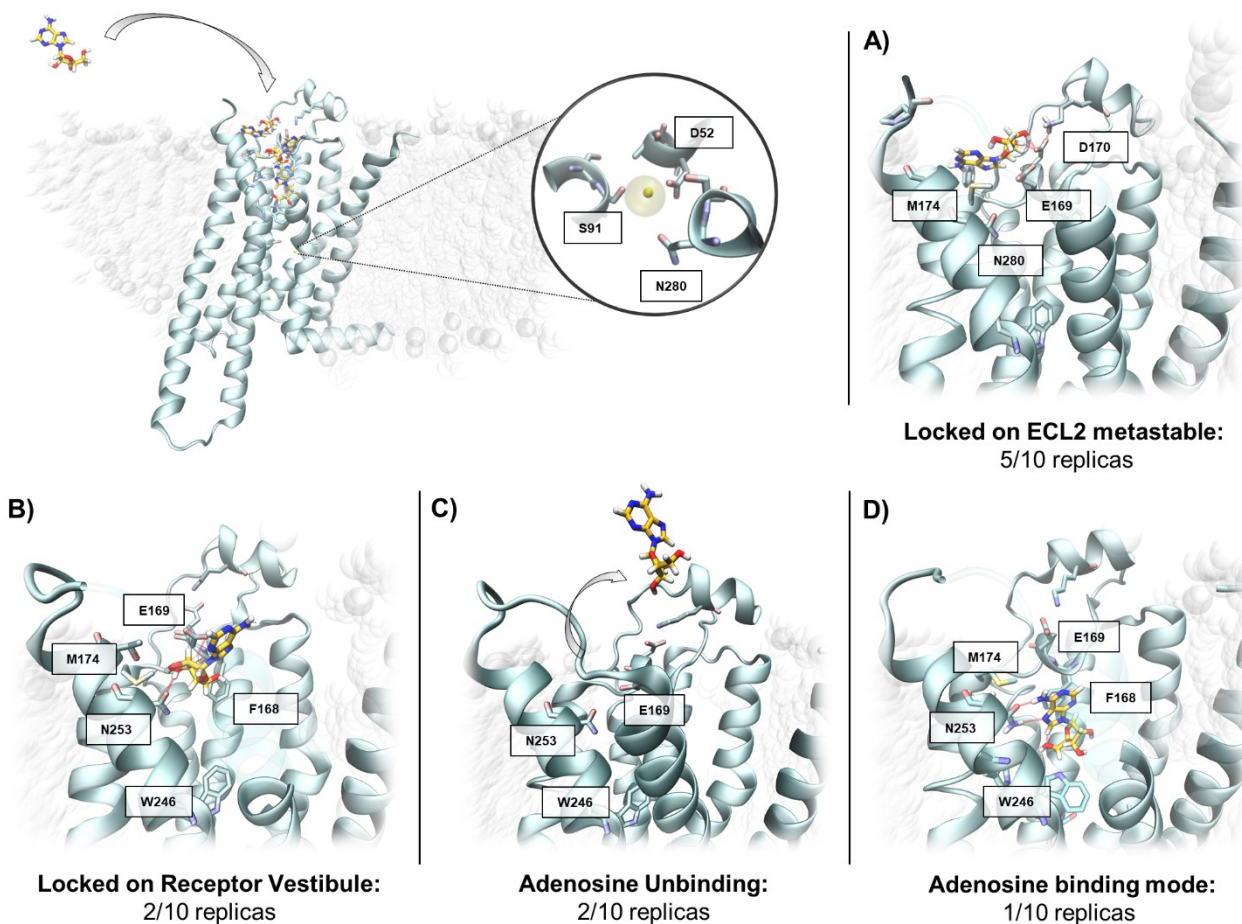 D52
S91
N280
A)
D170
M174
E169
N280
Locked on ECL2 metastable:
5/10 replicas
B)
E169
M174
N253
F168
W246
Locked on Receptor Vestibule:
2/10 replicas
C)
E169
N253
W246
Adenosine Unbinding:
2/10 replicas
D)
E169
M174
F168
N253
W246
Adenosine binding mode:
1/10 replicas